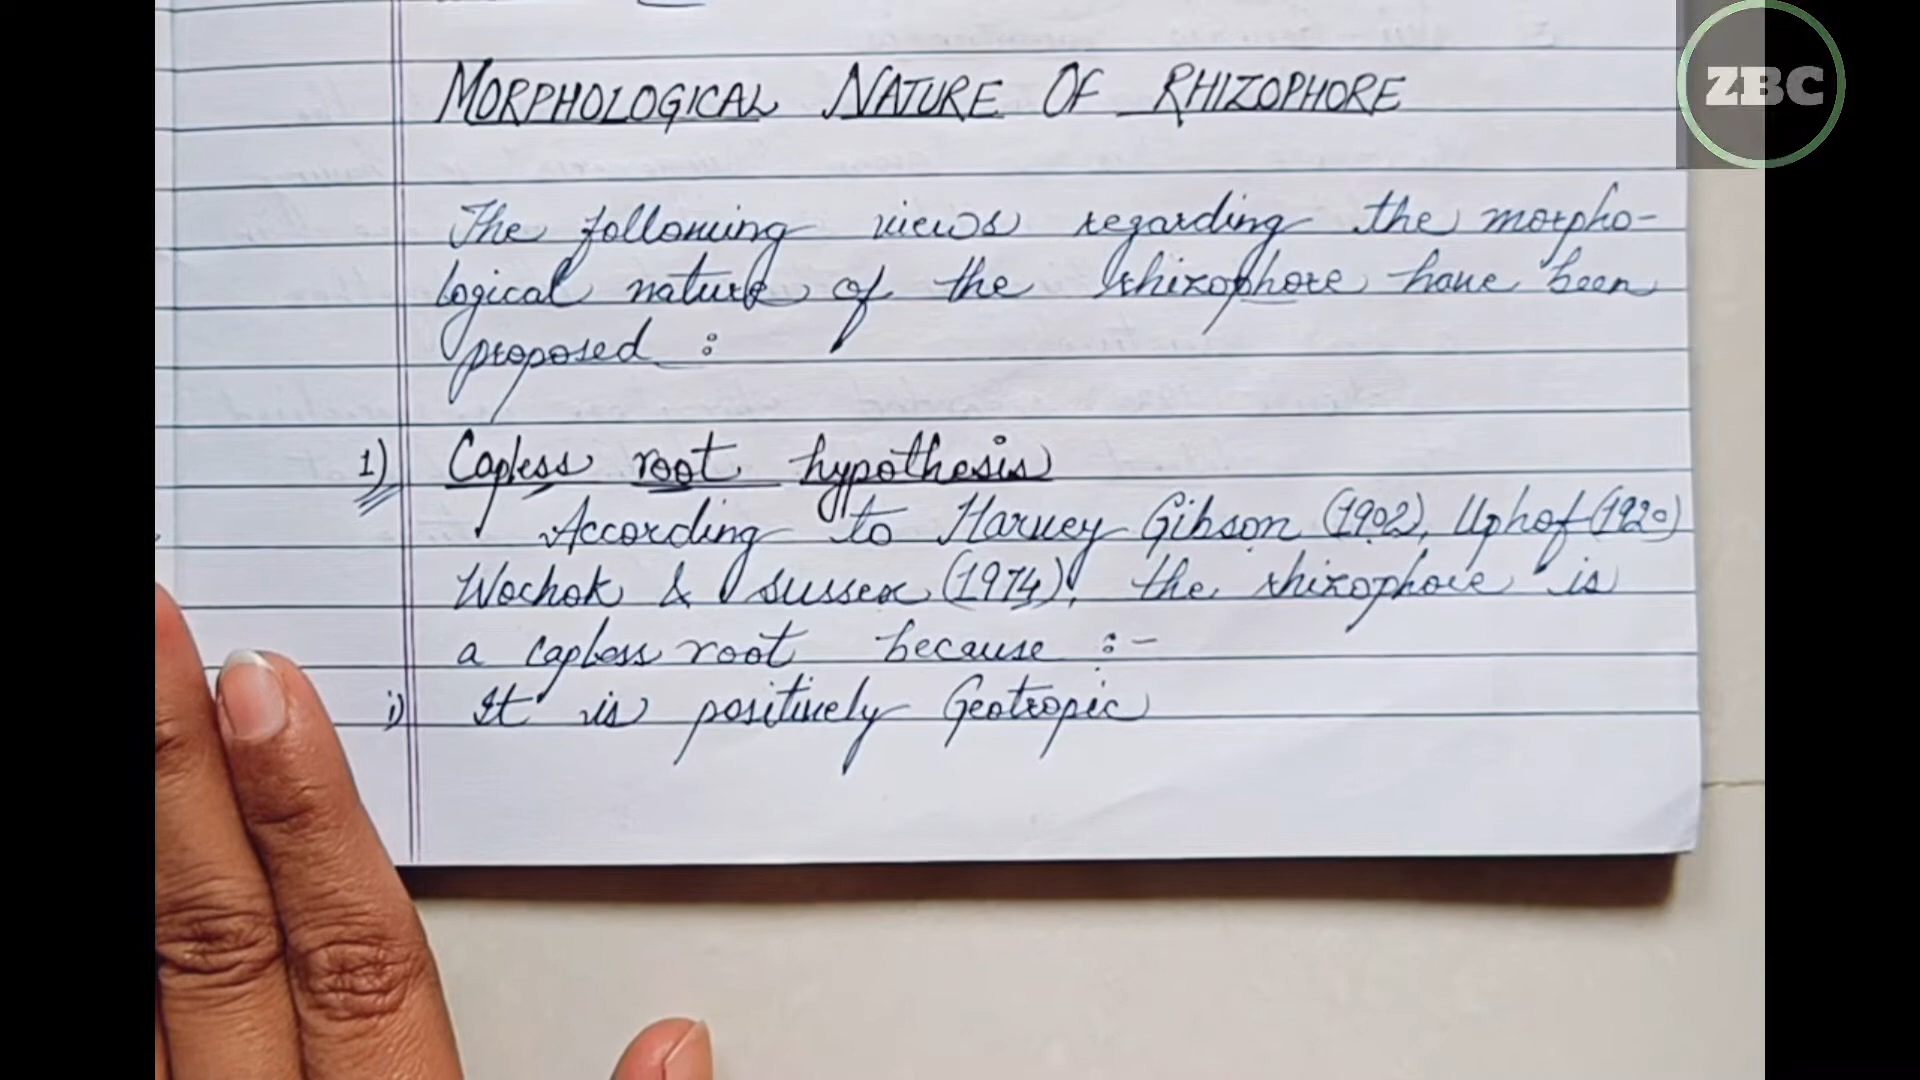 ZBC
MORPHOLOGICAL NATURE OF RHIZOPHORE
The following views regarding the morpho-
logical nature of the rhizophore have been
proposed :
1) Capless root hypothesis
According to Harvey Gibson (1902), Uphof (1920)
Wochok & Sussex (1974), the rhizophore is
a capless root because :-
i) It is positively Geotropic